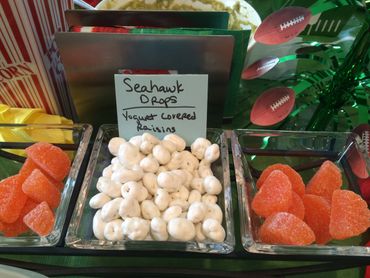 Seahawk
Drops
Yogurt Covered
Raisins